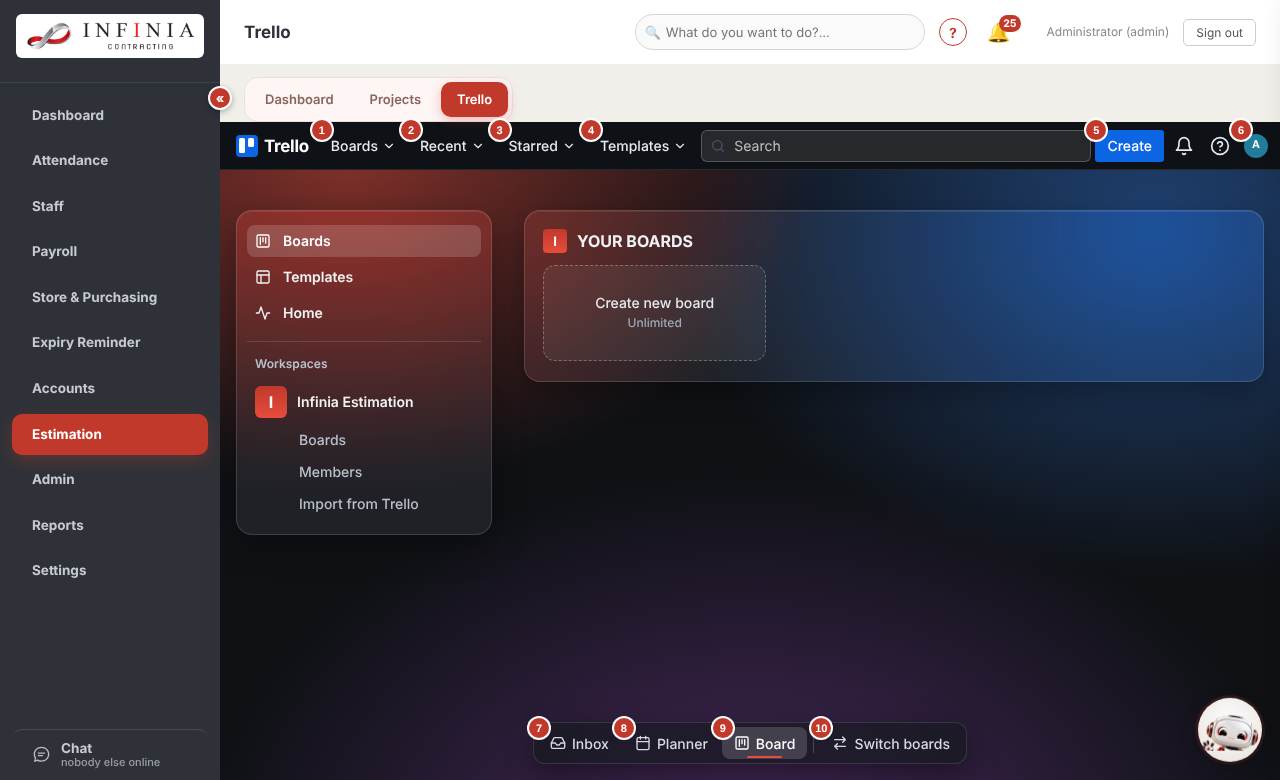 INFINIA
CONTRACTING
Trello
What do you want to do?...
?
25
Administrator (admin)
Sign out
«
Dashboard
Attendance
Staff
Payroll
Store & Purchasing
Expiry Reminder
Accounts
Estimation
Admin
Reports
Settings
Chat
nobody else online
Dashboard
Projects
Trello
1
2
3
4
5
6
Trello
Boards
Recent
Starred
Templates
Search
Create
A
Boards
Templates
Home
Workspaces
I
Infinia Estimation
Boards
Members
Import from Trello
I
YOUR BOARDS
Create new board
Unlimited
7
8
9
10
Inbox
Planner
Board
Switch boards